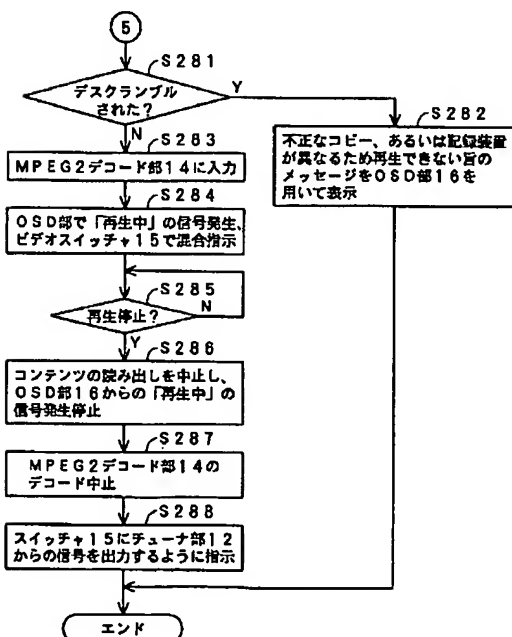 5
S281
デスクランブル
された？
Y
N
S282
不正なコピー、あるいは記録装置
が異なるため再生できない旨の
メッセージをOSD部16を
用いて表示
S283
MPEG2デコード部14に入力
S284
OSD部で「再生中」の信号発生、
ビデオスイッチャ15で混合指示
S285
再生停止？
N
Y
S286
コンテンツの読み出しを中止し、
OSD部16からの「再生中」の
信号発生停止
S287
MPEG2デコード部14の
デコード中止
S288
スイッチャ15にチューナ部12
からの信号を出力するように指示
エンド